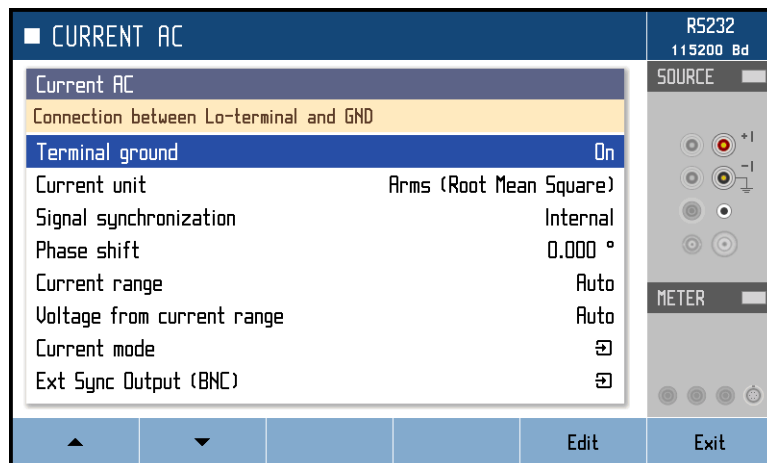 CURRENT AC
RS232
115200 Bd
Current AC
Connection between Lo-terminal and GND
Terminal ground On
Current unit Arms (Root Mean Square)
Signal synchronization Internal
Phase shift 0.000 °
Current range Auto
Voltage from current range Auto
Current mode
Ext Sync Output (BNC)
SOURCE
+I
-I
METER
Edit
Exit